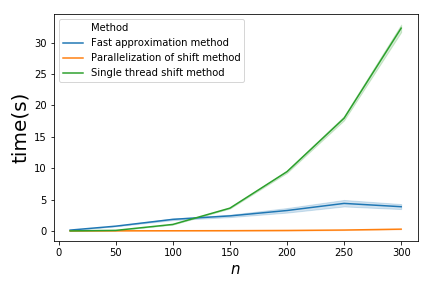 Method
Fast approximation method
Parallelization of shift method
Single thread shift method
time(s)
30
25
20
15
10
5
0
0 50 100 150 200 250 300
n